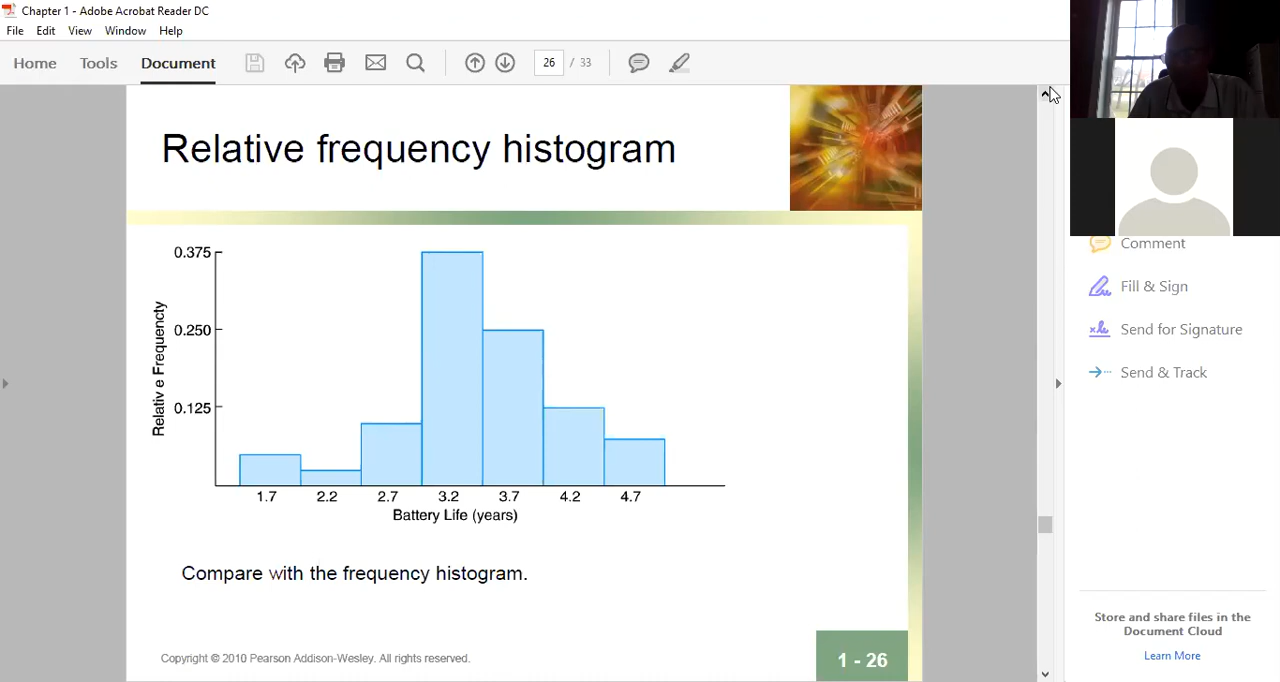 Chapter 1 - Adobe Acrobat Reader DC
File Edit View Window Help
Home Tools Document 26 / 33
Relative frequency histogram
0.375
0.250
0.125
Relativ e Frequency
1.7 2.2 2.7 3.2 3.7 4.2 4.7
Battery Life (years)
Compare with the frequency histogram.
Copyright © 2010 Pearson Addison-Wesley. All rights reserved.
1 - 26
Comment
Fill & Sign
Send for Signature
Send & Track
Store and share files in the
Document Cloud
Learn More